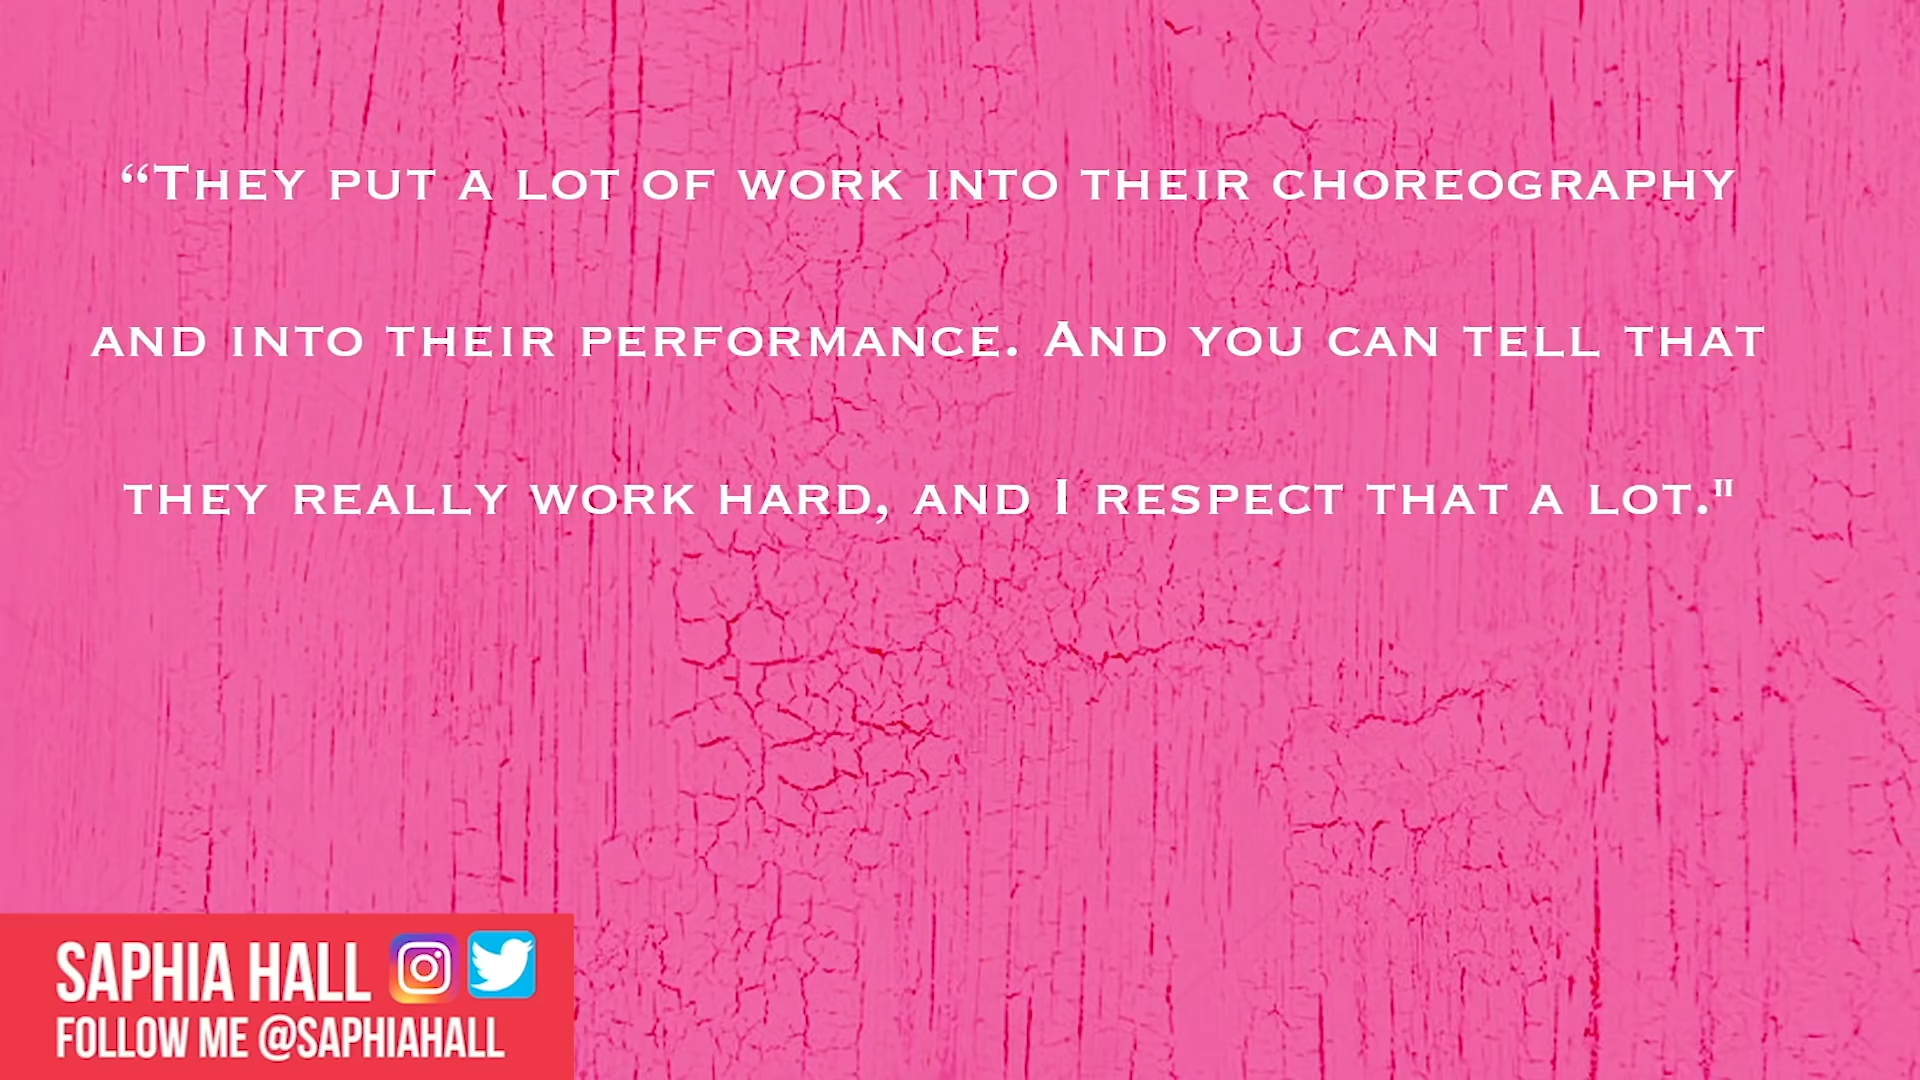 “They put a lot of work into their choreography
and into their performance. And you can tell that
they really work hard, and I respect that a lot."
SAPHIA HALL
FOLLOW ME @SAPHIAHALL